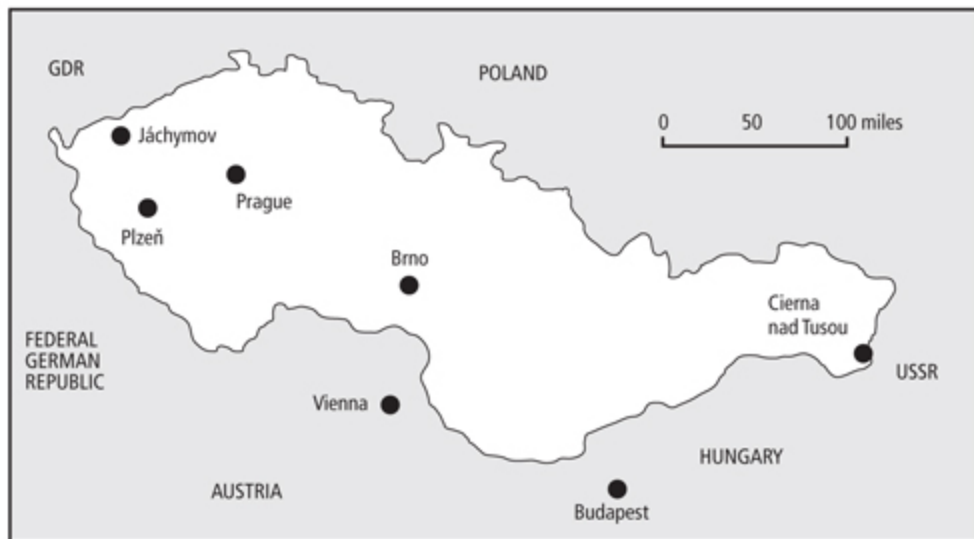 GDR
POLAND
0 50 100 miles
Jáchymov
Prague
Plzeň
Brno
Cierna
nad Tusou
FEDERAL
GERMAN
REPUBLIC
USSR
Vienna
HUNGARY
AUSTRIA
Budapest